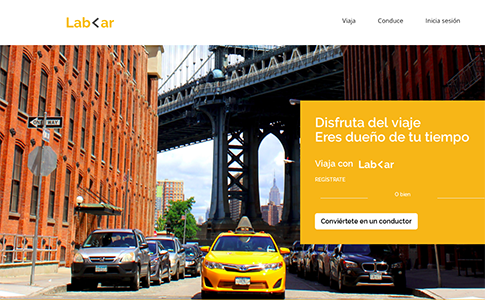 Lab<ar
Viaja
Conduce
Inicia sesión
ONE WAY
Disfruta del viaje
Eres dueño de tu tiempo
Viaja con Lab<ar
REGÍSTRATE
O bien
Conviértete en un conductor